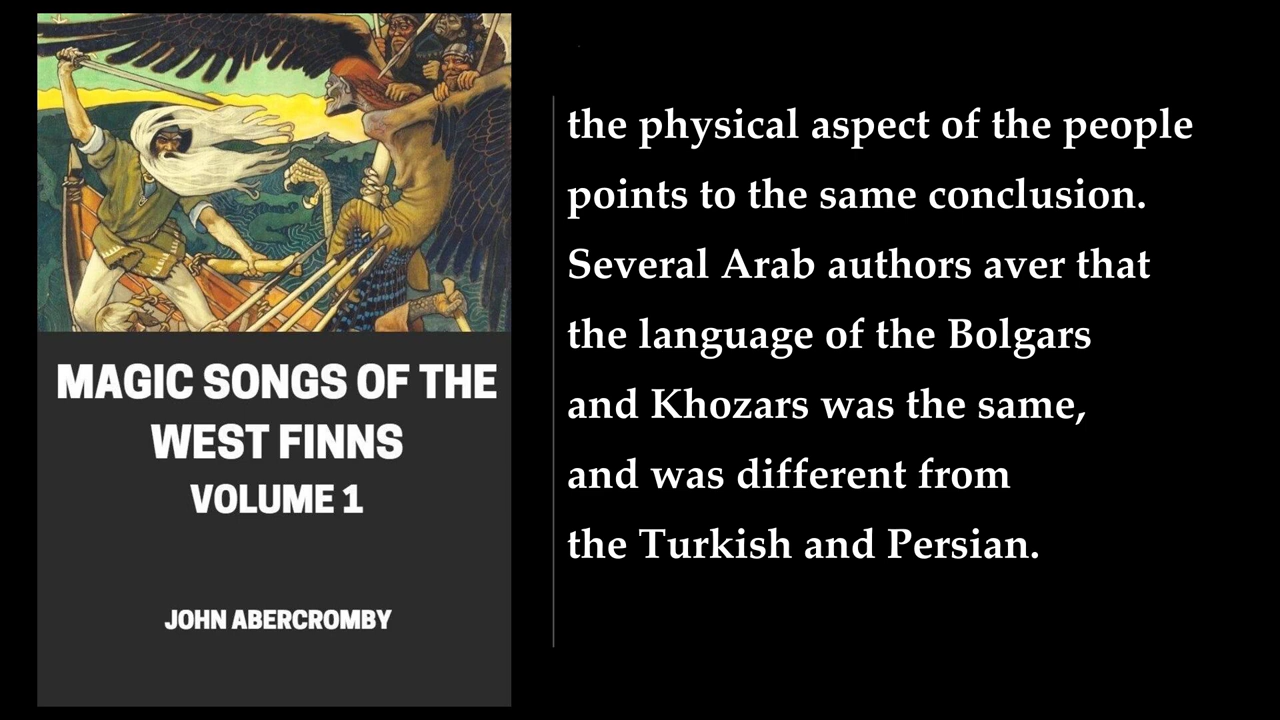 MAGIC SONGS OF THE
WEST FINNS
VOLUME 1
JOHN ABERCROMBY
the physical aspect of the people
points to the same conclusion.
Several Arab authors aver that
the language of the Bolgars
and Khozars was the same,
and was different from
the Turkish and Persian.